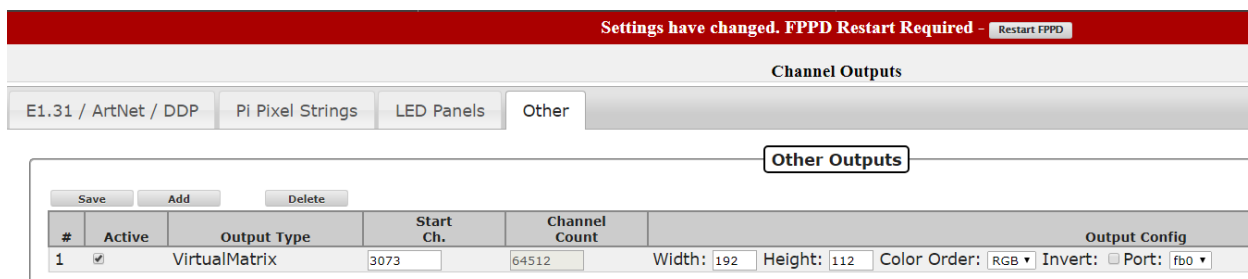 Settings have changed. FPPD Restart Required - Restart FPPD
Channel Outputs
E1.31 / ArtNet / DDP Pi Pixel Strings LED Panels Other
Other Outputs
Save Add Delete
# Active Output Type Start Ch. Channel Count Output Config
1 VirtualMatrix 3073 64512 Width: 192 Height: 112 Color Order: RGB Invert: Port: fb0